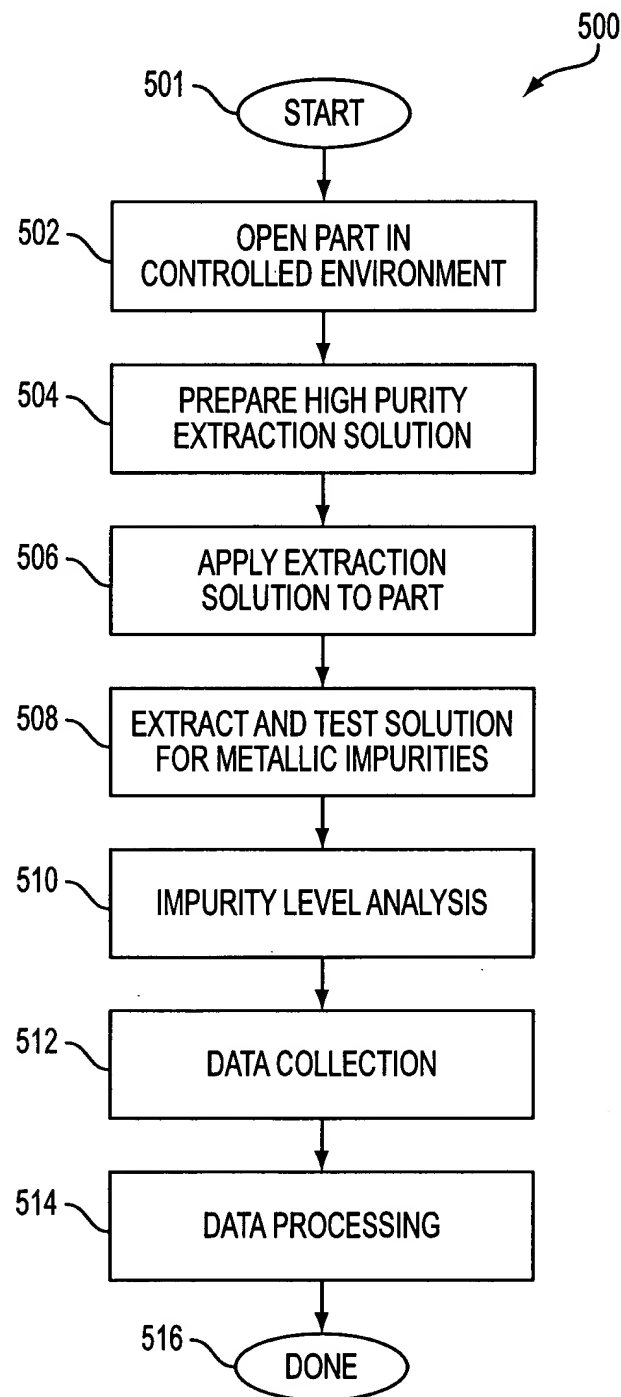 500
501
START
502
OPEN PART IN
CONTROLLED ENVIRONMENT
504
PREPARE HIGH PURITY
EXTRACTION SOLUTION
506
APPLY EXTRACTION
SOLUTION TO PART
508
EXTRACT AND TEST SOLUTION
FOR METALLIC IMPURITIES
510
IMPURITY LEVEL ANALYSIS
512
DATA COLLECTION
514
DATA PROCESSING
516
DONE